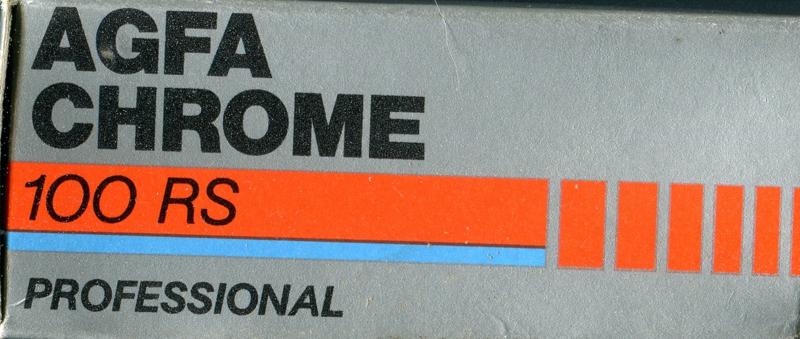 AGFA
CHROME
100 RS
PROFESSIONAL